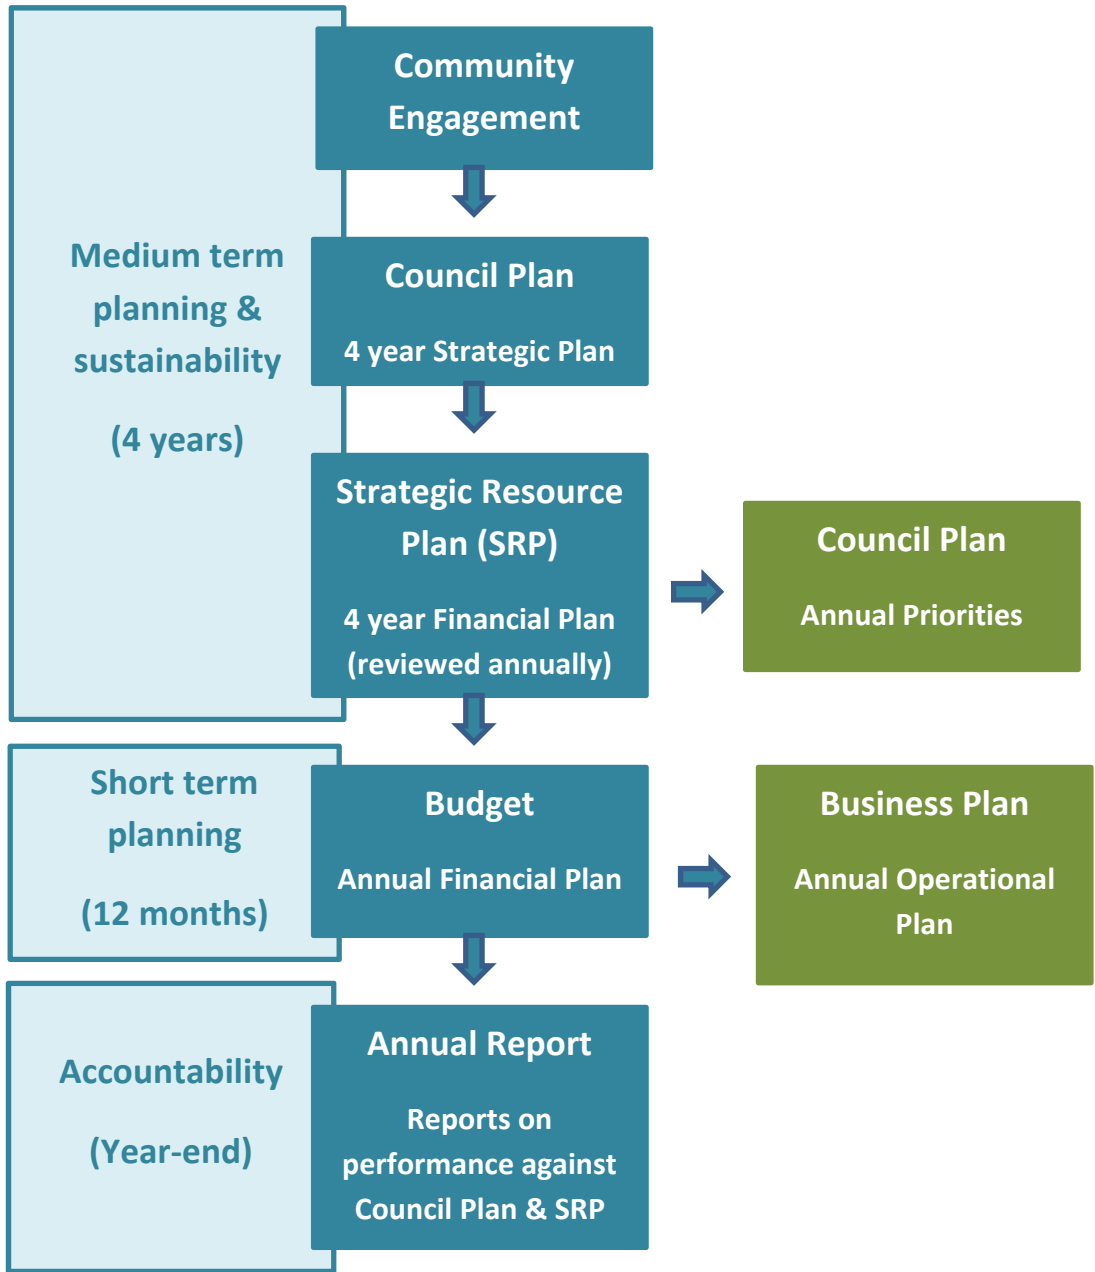 Community
Engagement
Medium term
planning &
sustainability
(4 years)
Council Plan
4 year Strategic Plan
Strategic Resource
Plan (SRP)
4 year Financial Plan
(reviewed annually)
Council Plan
Annual Priorities
Short term
planning
(12 months)
Budget
Annual Financial Plan
Business Plan
Annual Operational
Plan
Accountability
(Year-end)
Annual Report
Reports on
performance against
Council Plan & SRP